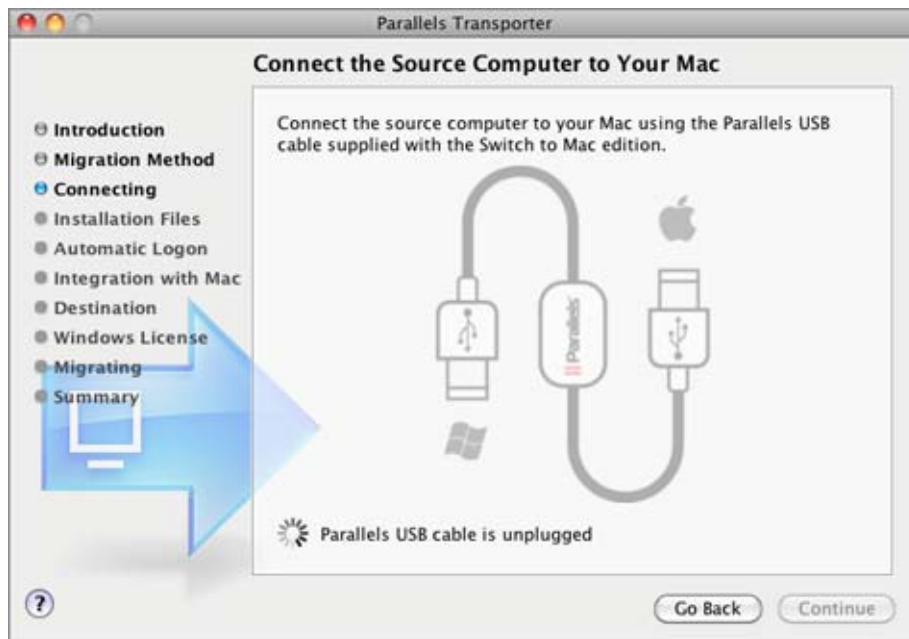 Parallels Transporter
Connect the Source Computer to Your Mac
Introduction
Migration Method
Connecting
Installation Files
Automatic Logon
Integration with Mac
Destination
Windows License
Migrating
Summary
Connect the source computer to your Mac using the Parallels USB
cable supplied with the Switch to Mac edition.
Parallels
Parallels USB cable is unplugged
?
Go Back
Continue